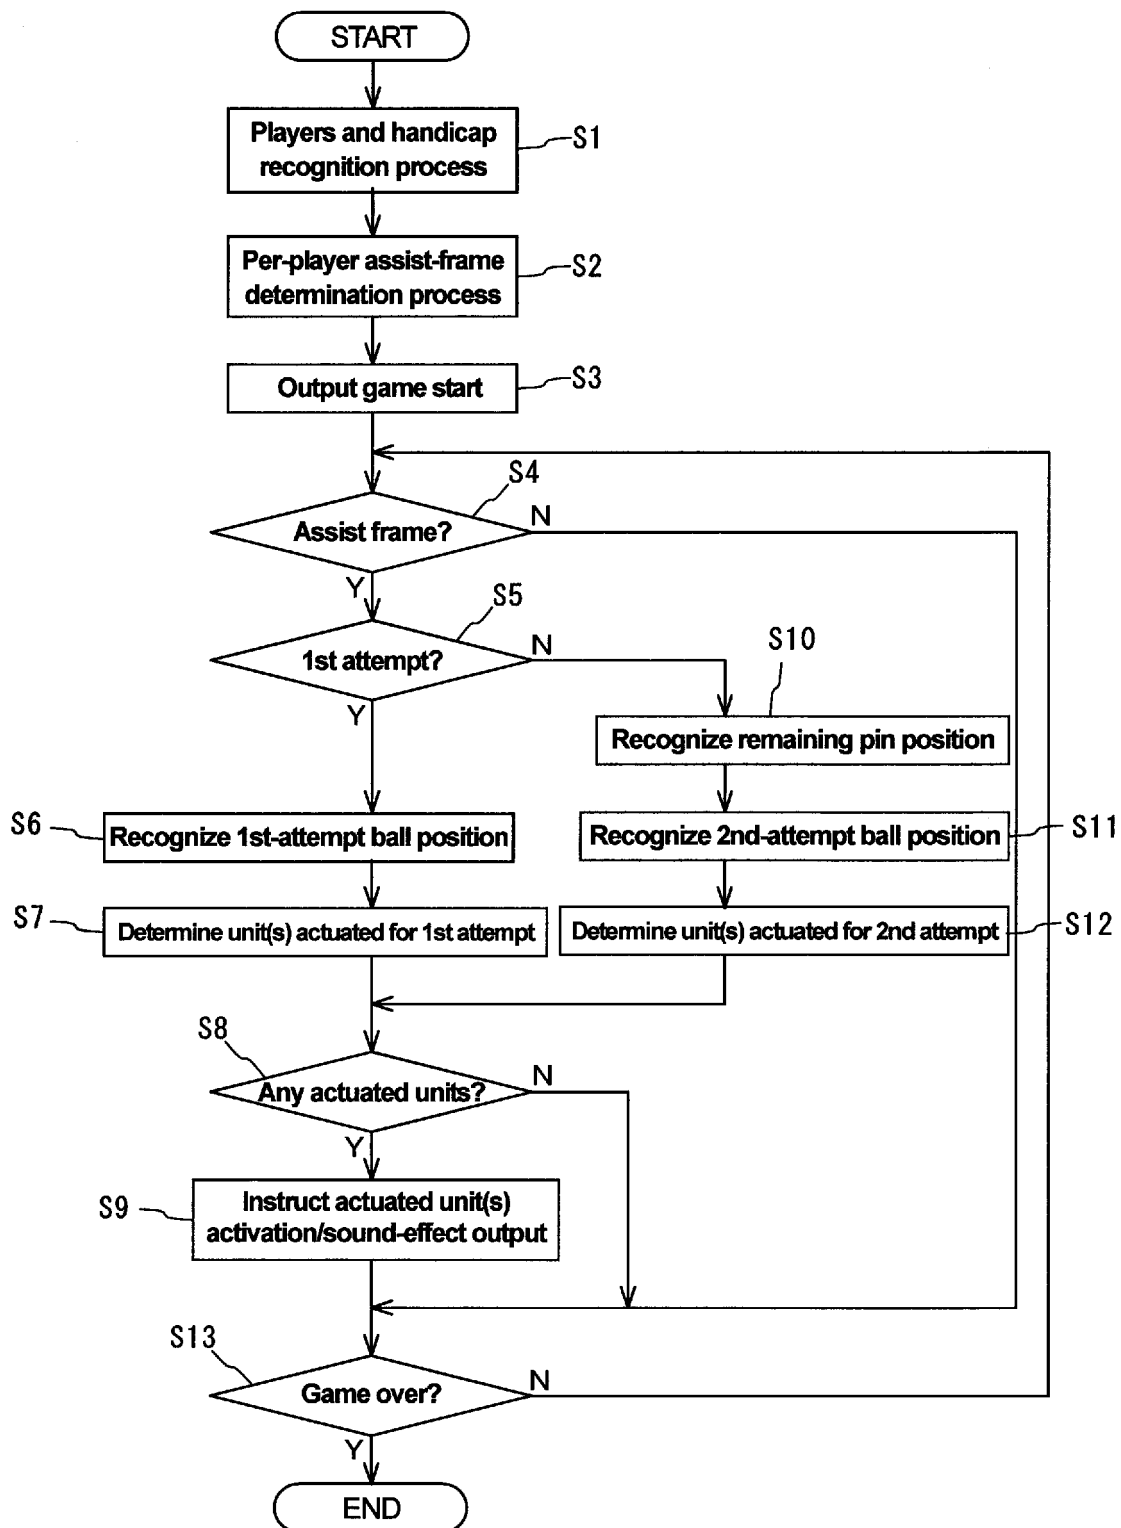 START
Players and handicap
recognition process
S1
Per-player assist-frame
determination process
S2
Output game start
S3
S4
Assist frame?
N
Y
S5
1st attempt?
N
Y
S10
Recognize remaining pin position
S6
Recognize 1st-attempt ball position
Recognize 2nd-attempt ball position
S11
S7
Determine unit(s) actuated for 1st attempt
Determine unit(s) actuated for 2nd attempt
S12
S8
Any actuated units?
N
Y
S9
Instruct actuated unit(s)
activation/sound-effect output
S13
Game over?
N
Y
END